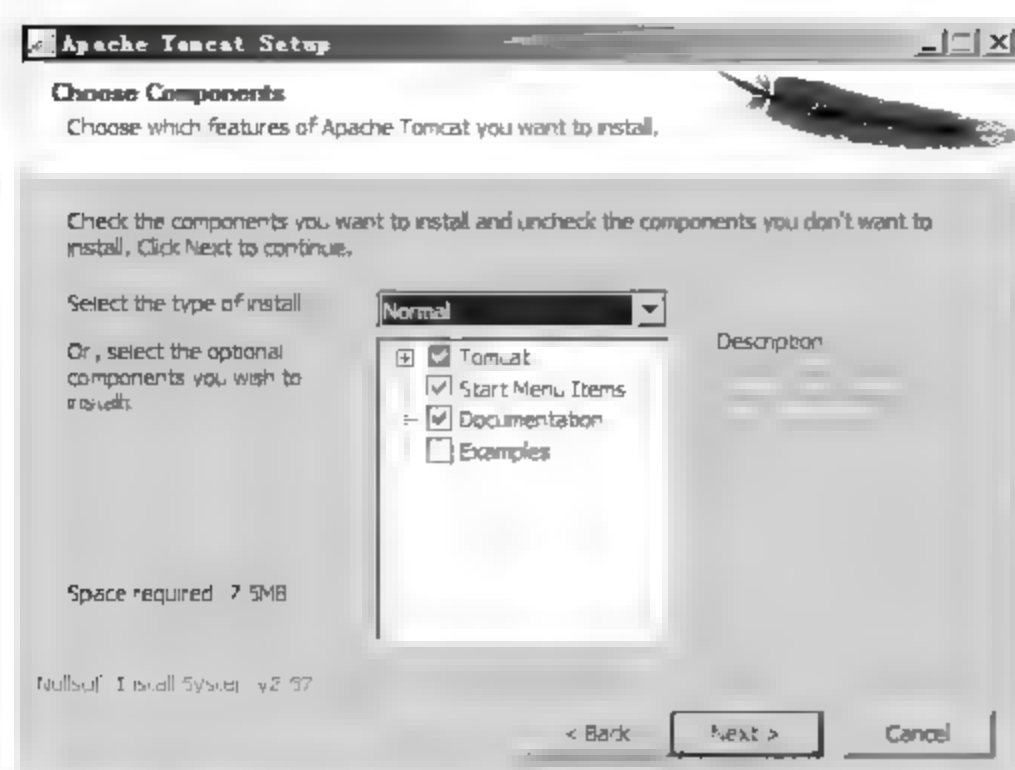 Apache Tomcat Setup
Choose Components
Choose which features of Apache Tomcat you want to install.
Check the components you want to install and uncheck the components you don't want to
install. Click Next to continue.
Select the type of install
Normal
Or, select the optional
components you wish to
install:
Tomcat
Start Menu Items
Documentation
Examples
Description
Space required
Nullsoft Install System
< Back
Next >
Cancel